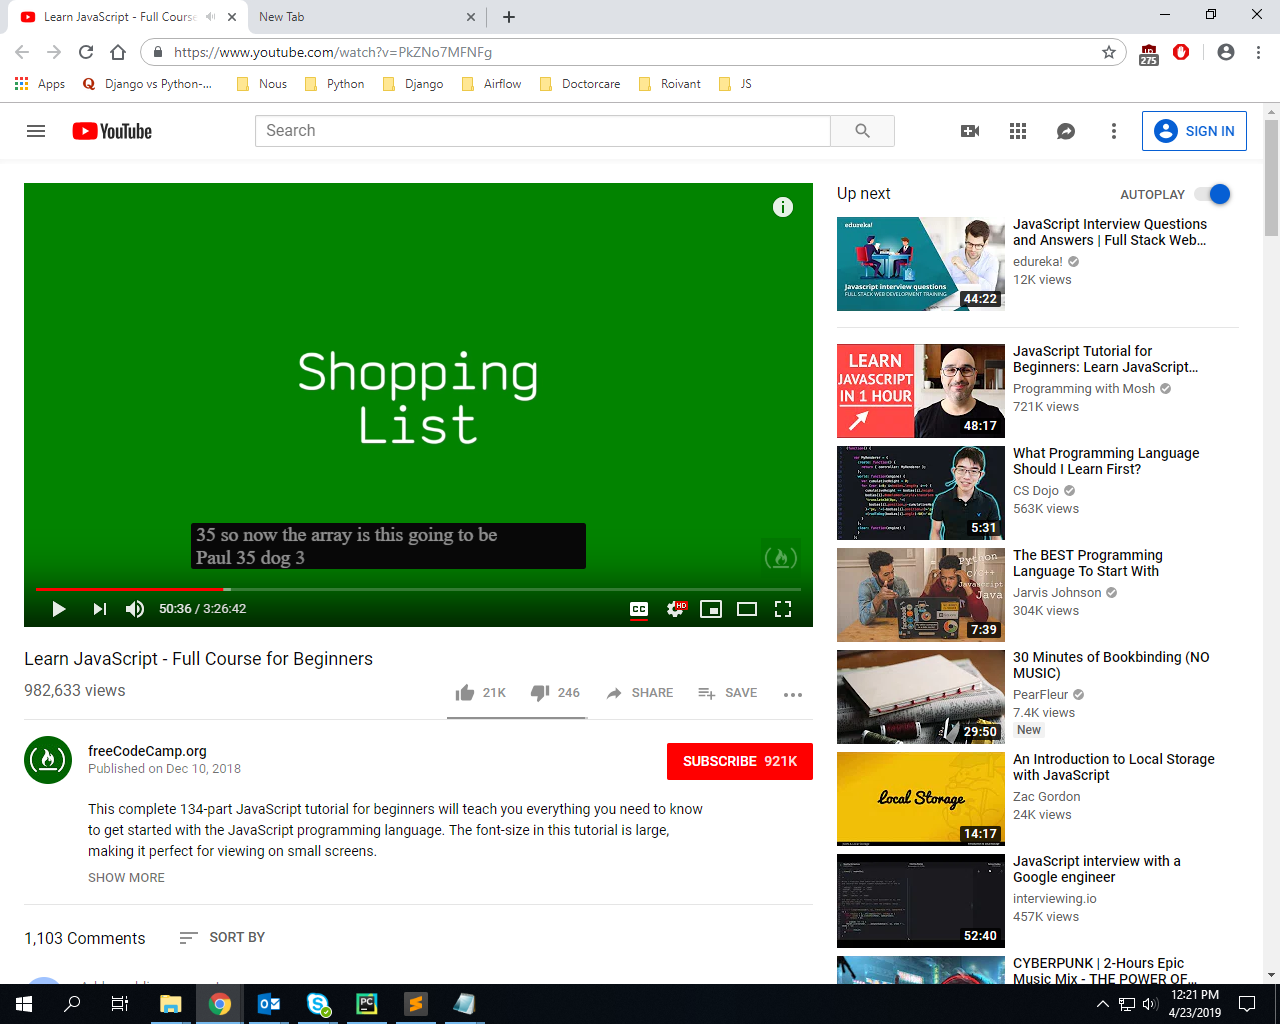 Learn JavaScript - Full Course
New Tab
https://www.youtube.com/watch?v=PkZNo7MFNFg
275
Apps
Django vs Python-...
Nous
Python
Django
Airflow
Doctorcare
Roivant
JS
YouTube
Search
SIGN IN
Shopping
List
35 so now the array is this going to be
Paul 35 dog 3
50:36 / 3:26:42
CC
HD
Learn JavaScript - Full Course for Beginners
982,633 views
21K
246
SHARE
SAVE
freeCodeCamp.org
Published on Dec 10, 2018
SUBSCRIBE 921K
This complete 134-part JavaScript tutorial for beginners will teach you everything you need to know
to get started with the JavaScript programming language. The font-size in this tutorial is large,
making it perfect for viewing on small screens.
SHOW MORE
1,103 Comments
SORT BY
Up next
AUTOPLAY
edureka!
Javascript interview questions
FULL STACK WEB DEVELOPMENT TRAINING
44:22
JavaScript Interview Questions
and Answers | Full Stack Web...
edureka!
12K views
LEARN
JAVASCRIPT
IN 1 HOUR
48:17
JavaScript Tutorial for
Beginners: Learn JavaScript...
Programming with Mosh
721K views
5:31
What Programming Language
Should I Learn First?
CS Dojo
563K views
Python
C/C++
JavaScript
Java
7:39
The BEST Programming
Language To Start With
Jarvis Johnson
304K views
29:50
30 Minutes of Bookbinding (NO
MUSIC)
PearFleur
7.4K views
New
Local Storage
14:17
An Introduction to Local Storage
with JavaScript
Zac Gordon
24K views
52:40
JavaScript interview with a
Google engineer
interviewing.io
457K views
CYBERPUNK | 2-Hours Epic
Music Mix - THE POWER OF...
12:21 PM
4/23/2019